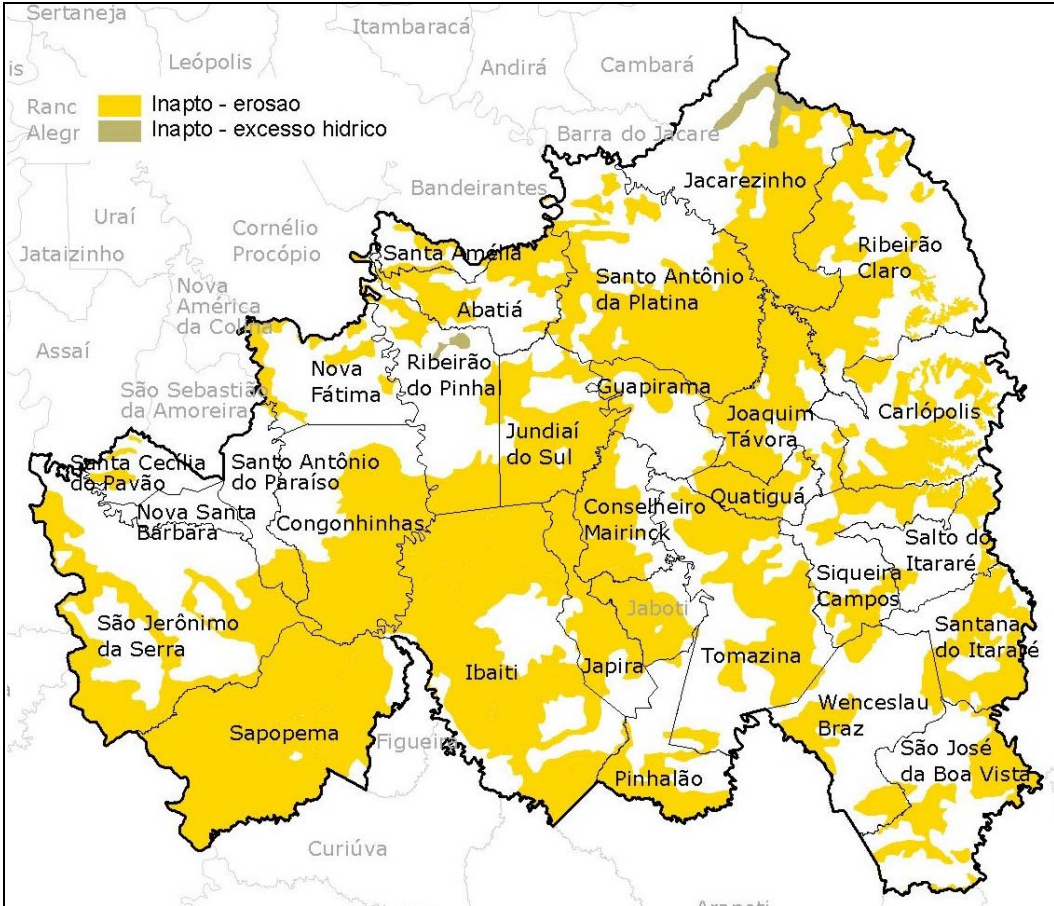 Sertaneja
Itambaracá
Leópolis
Andirá
Cambará
is
Ranc
Alegr
Inapto - erosao
Inapto - excesso hidrico
Barra do Jacaré
Jacarezinho
Bandeirantes
Uraí
Cornélio
Procópio
Jataizinho
Santa Amélia
Ribeirão
Claro
Santo Antônio
da Platina
Nova
América
da Colina
Abatiá
Assaí
Nova
Fátima
Ribeirão
do Pinhal
São Sebastião
da Amoreira
Guapirama
Joaquim
Távora
Carlópolis
Jundiaí
do Sul
Santa Cecília
do Pavão
Santo Antônio
do Paraíso
Nova Santa
Bárbara
Congonhinhas
Conselheiro
Mairinck
Quatiguá
Salto do
Itararé
Siqueira
Campos
Jaboti
São Jerônimo
da Serra
Santana
do Itararé
Ibaiti
Japira
Tomazina
Wenceslau
Braz
Sapopema
Figueira
São José
da Boa Vista
Pinhalão
Curiúva